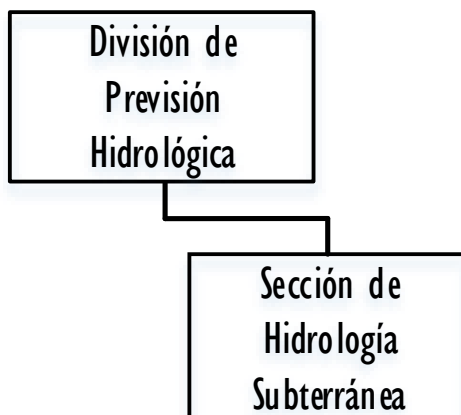 División de
Previsión
Hidrológica
Sección de
Hidrología
Subterránea